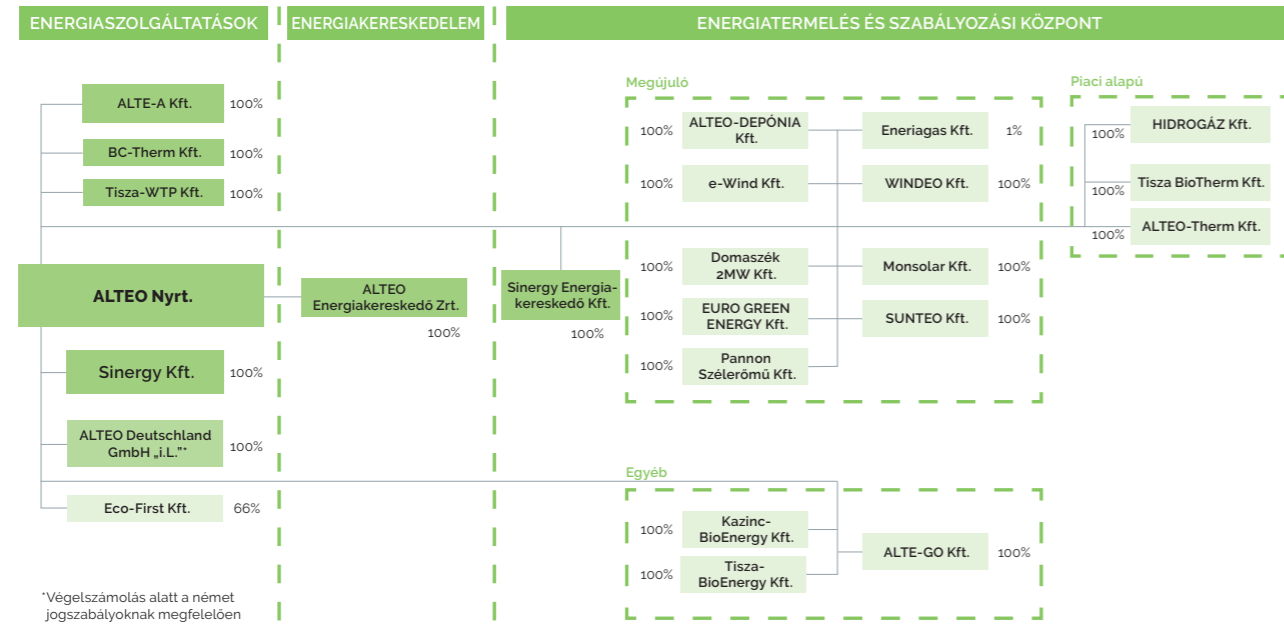 ENERGIASZOLGÁLTATÁSOK
ALTE-A Kft.
100%
BC-Therm Kft.
100%
Tisza-WTP Kft.
100%
ALTEO Nyrt.
Sinergy Kft.
100%
ALTEO Deutschland
GmbH „i.L.”*
100%
Eco-First Kft.
66%
*Végelszámolás alatt a német
jogszabályoknak megfelelően
ENERGIAKERESKEDELEM
ALTEO
Energiakereskedő Zrt.
100%
ENERGIATERMELÉS ÉS SZABÁLYOZÁSI KÖZPONT
Sinergy Energia-
kereskedő Kft.
100%
Megújuló
100%
ALTEO-DEPÓNIA
Kft.
Eneriagas Kft.
1%
100%
e-Wind Kft.
WINDEO Kft.
100%
100%
Domaszék
2MW Kft.
Monsolar Kft.
100%
100%
EURO GREEN
ENERGY Kft.
SUNTEO Kft.
100%
100%
Pannon
Szélerőmű Kft.
Piaci alapú
100%
HIDROGÁZ Kft.
100%
Tisza BioTherm Kft.
100%
ALTEO-Therm Kft.
Egyéb
100%
Kazinc-
BioEnergy Kft.
100%
Tisza-
BioEnergy Kft.
ALTE-GO Kft.
100%